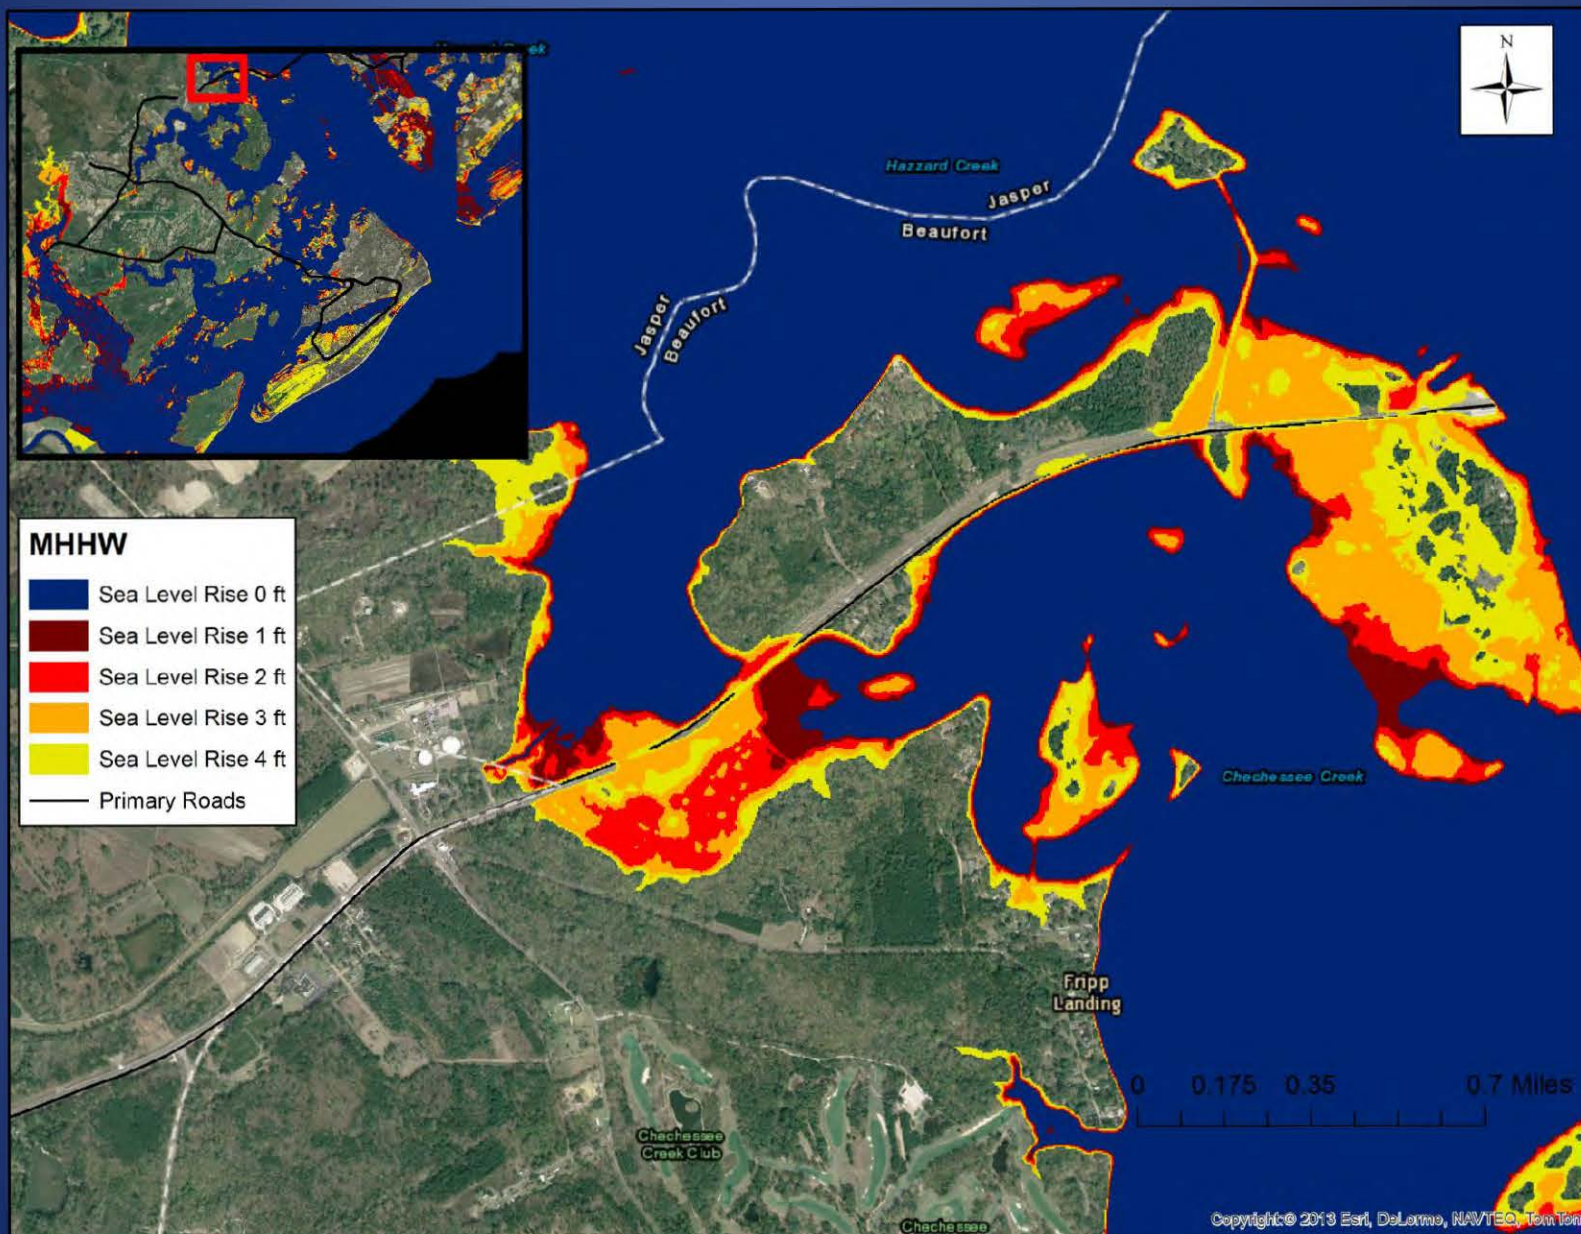 N
Hazzard Creek
Jasper
Beaufort
Jasper
Beaufort
MHHW
Sea Level Rise 0 ft
Sea Level Rise 1 ft
Sea Level Rise 2 ft
Sea Level Rise 3 ft
Sea Level Rise 4 ft
Primary Roads
Chechessee Creek
Fripp
Landing
0 0.175 0.35 0.7 Miles
Chechessee
Creek Club
Chechessee
Copyright:© 2013 Esri, DeLorme, NAVTEQ, TomTom